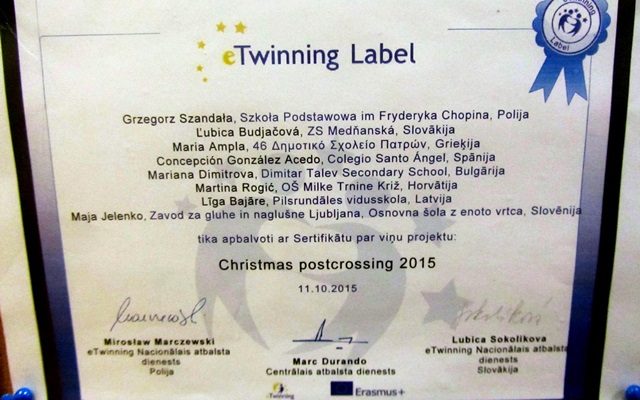 eTwinning Label
eTwinning
Label
Grzegorz Szandała, Szkoła Podstawowa im Fryderyka Chopina, Polija
Ľubica Budjačová, ZS Medňanská, Slovākija
Maria Ampla, 46 Δημοτικό Σχολείο Πατρών, Grieķija
Concepción González Acedo, Colegio Santo Ángel, Spānija
Mariana Dimitrova, Dimitar Talev Secondary School, Bulgārija
Martina Rogić, OŠ Milke Trnine Križ, Horvātija
Līga Bajāre, Pilsrundāles vidusskola, Latvija
Maja Jelenko, Zavod za gluhe in naglušne Ljubljana, Osnovna šola z enoto vrtca, Slovēnija
tika apbalvoti ar Sertifikātu par viņu projektu:
Christmas postcrossing 2015
11.10.2015
Mirosław Marczewski
eTwinning Nacionālais atbalsta
dienests
Polija
Marc Durando
Centrālais atbalsta dienests
Lubica Sokolikova
eTwinning Nacionālais atbalsta
dienests
Slovākija
eTwinning
Erasmus+